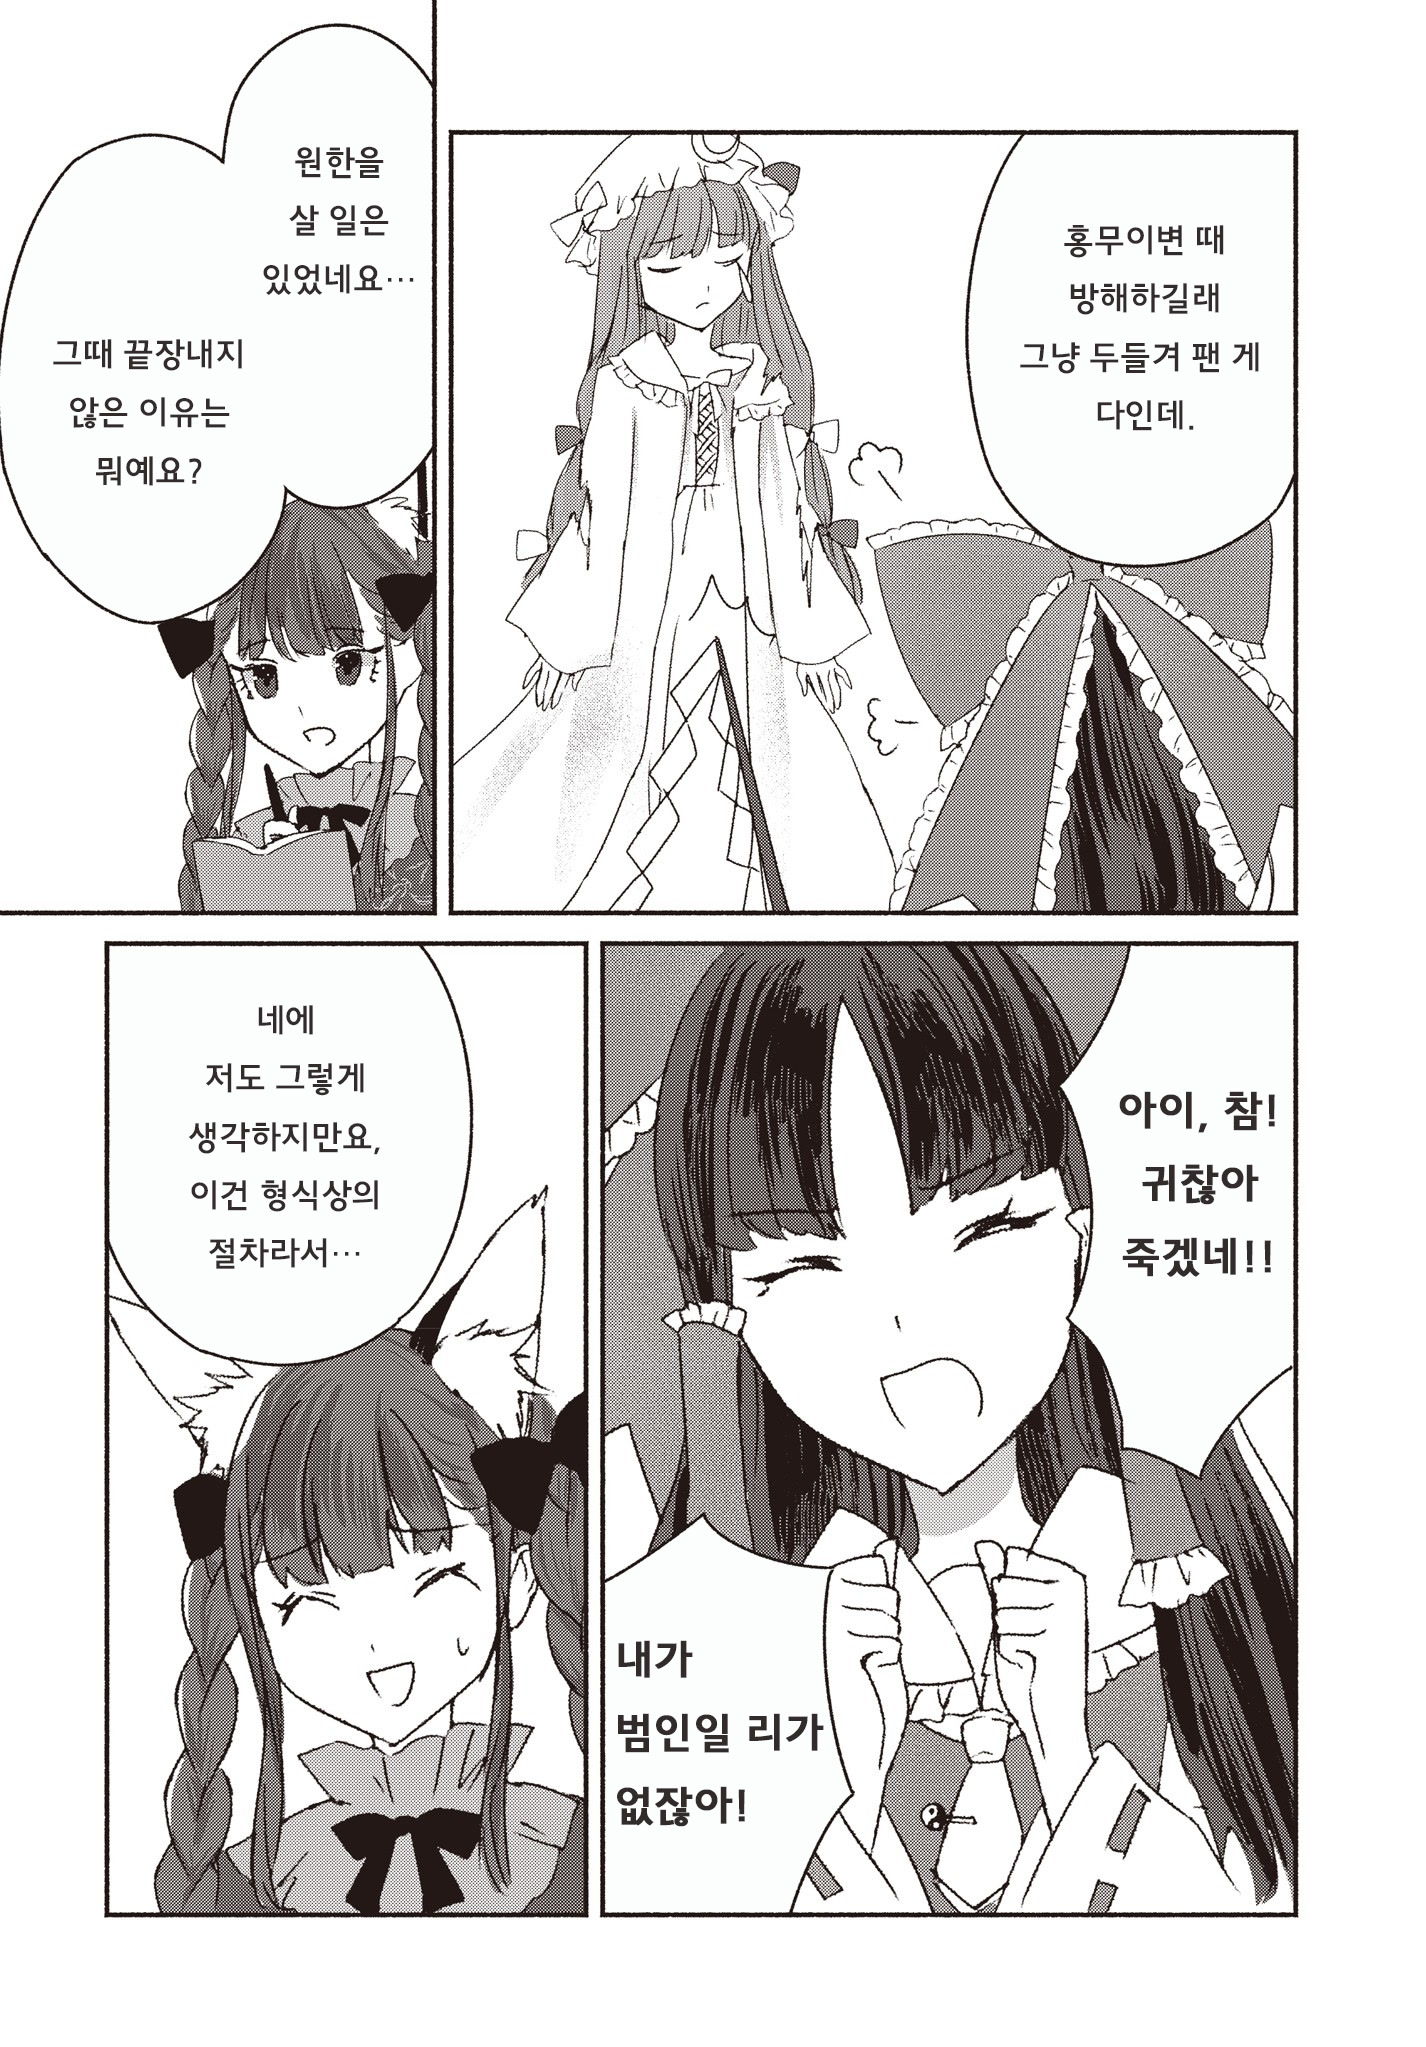 홍무이변 때
방해하길래
그냥 두들겨 팬 게
다인데.
원한을
살 일은
있었네요…
그때 끝장내지
않은 이유는
뭐예요?
아이, 참!
귀찮아
죽겠네!!
내가
범인일 리가
없잖아!
네에
저도 그렇게
생각하지만요,
이건 형식상의
절차라서…